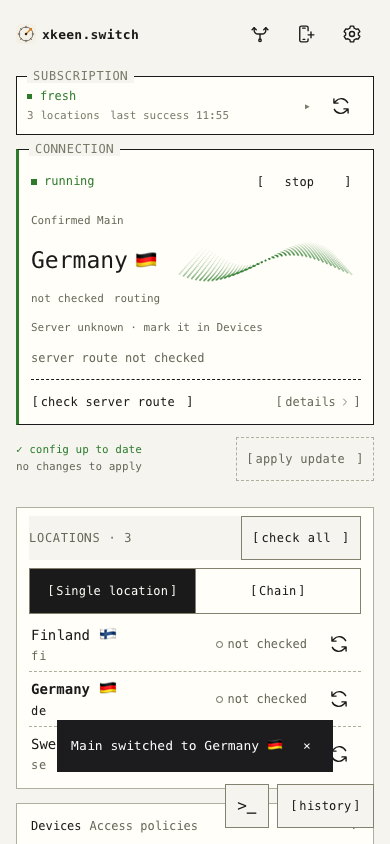 xkeen.switch
SUBSCRIPTION
fresh
3 locations last success 11:55
CONNECTION
running
[ stop ]
Confirmed Main
Germany
not checked routing
Server unknown · mark it in Devices
server route not checked
[check server route ]
[details > ]
✓ config up to date
no changes to apply
[apply update ]
LOCATIONS · 3
[check all ]
[Single location]
[Chain]
Finland
not checked
fi
Germany
not checked
de
Swe
se
Main switched to Germany ×
>_
[history]
Devices Access policies